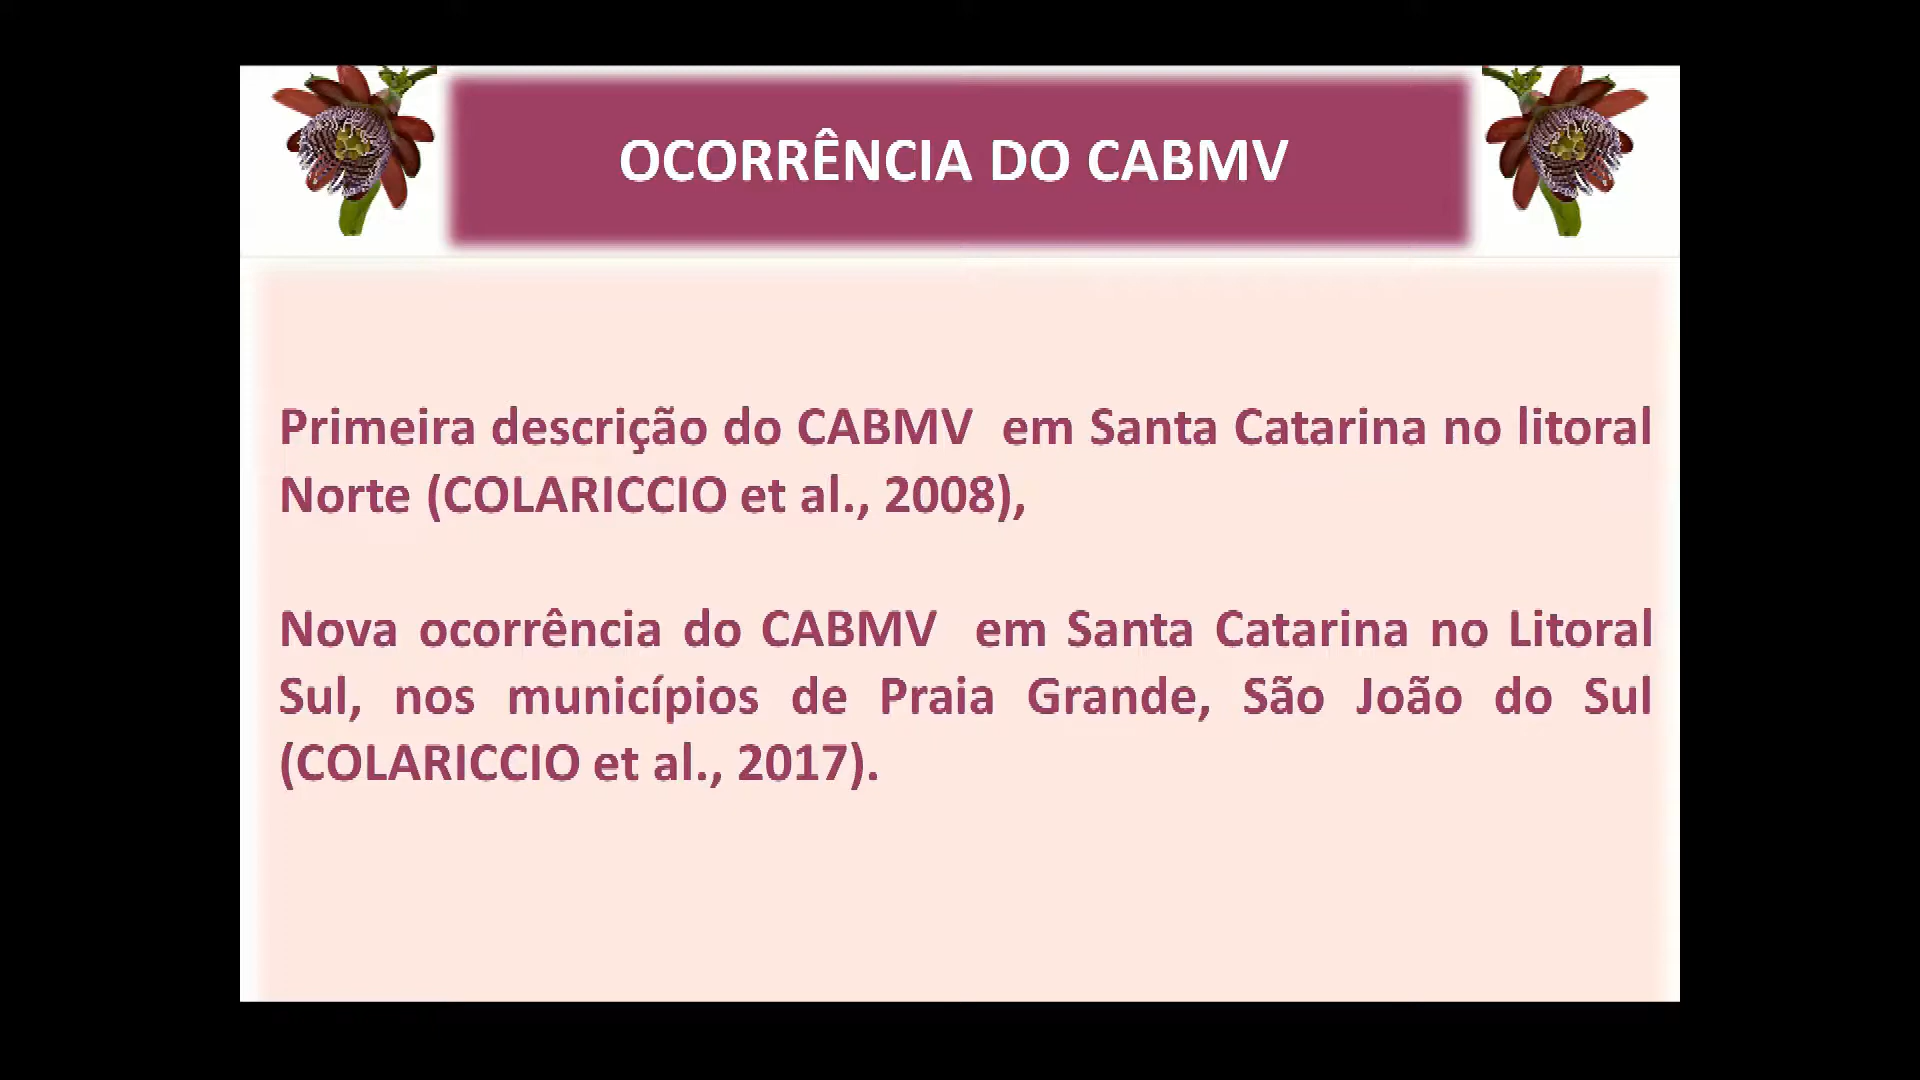 OCORRÊNCIA DO CABMV
Primeira descrição do CABMV em Santa Catarina no litoral
Norte (COLARICCIO et al., 2008),
Nova ocorrência do CABMV em Santa Catarina no Litoral
Sul, nos municípios de Praia Grande, São João do Sul
(COLARICCIO et al., 2017).